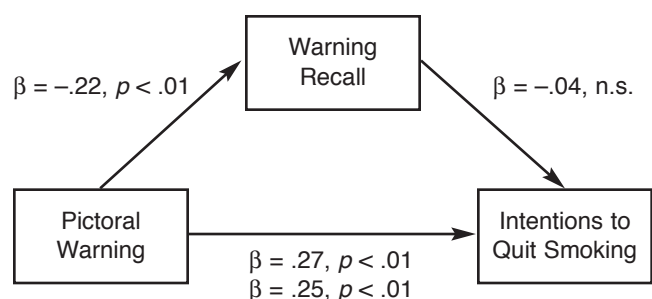 Warning
Recall
β = –.22, p < .01
β = –.04, n.s.
Pictoral
Warning
Intentions to
Quit Smoking
β = .27, p < .01
β = .25, p < .01